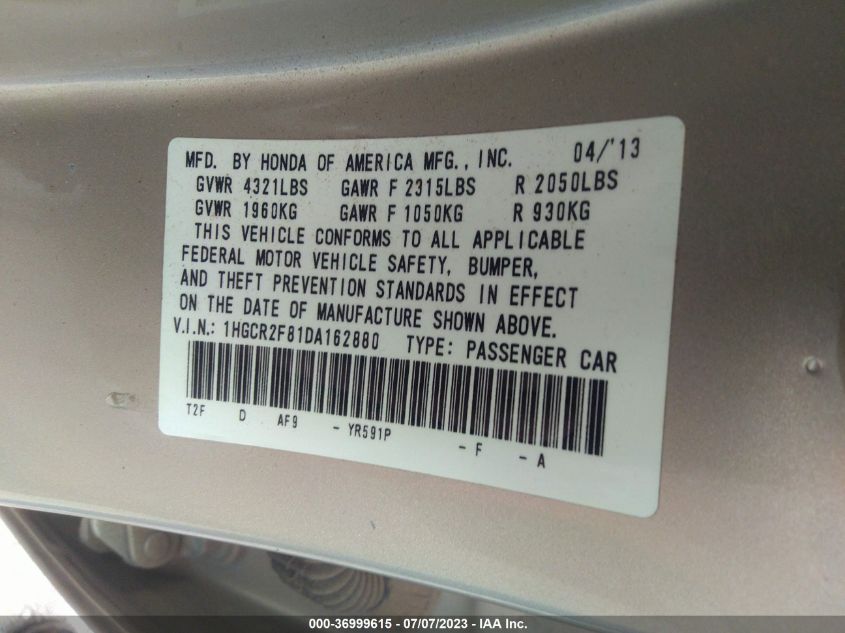 MFD. BY HONDA OF AMERICA MFG., INC. 04/'13
GVWR 4321LBS GAWR F 2315LBS R 2050LBS
GVWR 1960KG GAWR F 1050KG R 930KG
THIS VEHICLE CONFORMS TO ALL APPLICABLE
FEDERAL MOTOR VEHICLE SAFETY, BUMPER,
AND THEFT PREVENTION STANDARDS IN EFFECT
ON THE DATE OF MANUFACTURE SHOWN ABOVE.
V.I.N.: 1HGCR2F81DA162880 TYPE: PASSENGER CAR
T2F D AF9 - YR591P - F - A
000-36999615 - 07/07/2023 - IAA Inc.